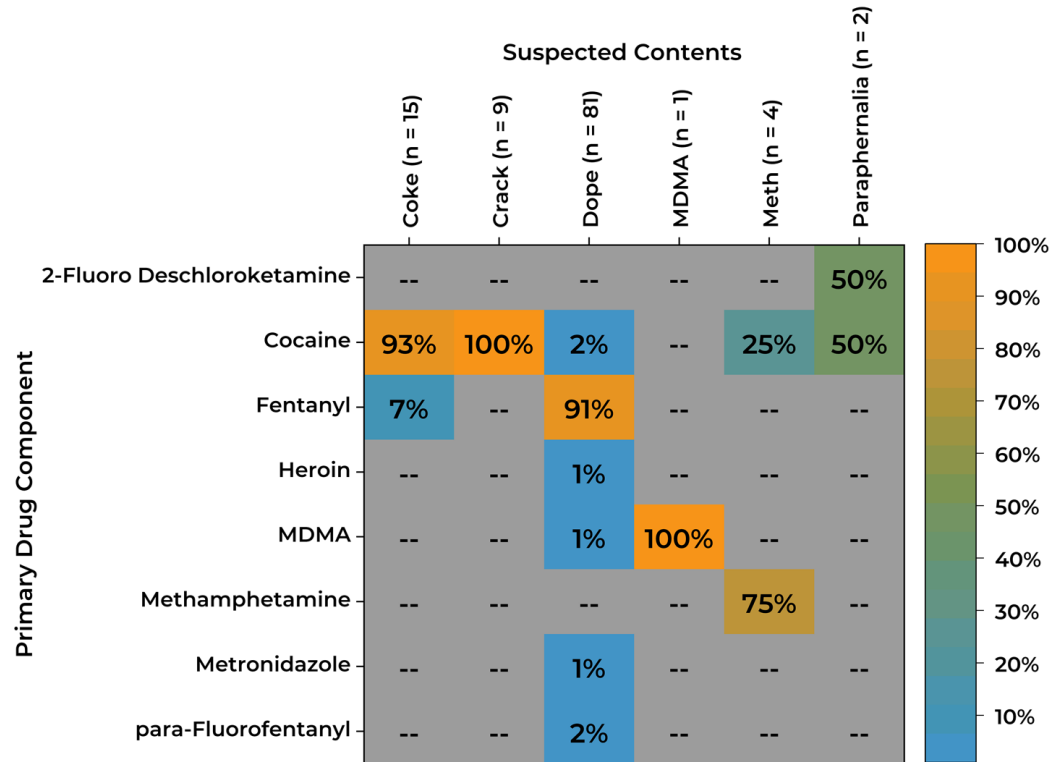 Suspected Contents
Coke (n = 15)
Crack (n = 9)
Dope (n = 81)
MDMA (n = 1)
Meth (n = 4)
Paraphernalia (n = 2)
Primary Drug Component
2-Fluoro Deschloroketamine -- -- -- -- -- 50%
Cocaine 93% 100% 2% -- 25% 50%
Fentanyl 7% -- 91% -- -- --
Heroin -- -- 1% -- -- --
MDMA -- -- 1% 100% -- --
Methamphetamine -- -- -- -- 75% --
Metronidazole -- -- 1% -- -- --
para-Fluorofentanyl -- -- 2% -- -- --
100%
90%
80%
70%
60%
50%
40%
30%
20%
10%